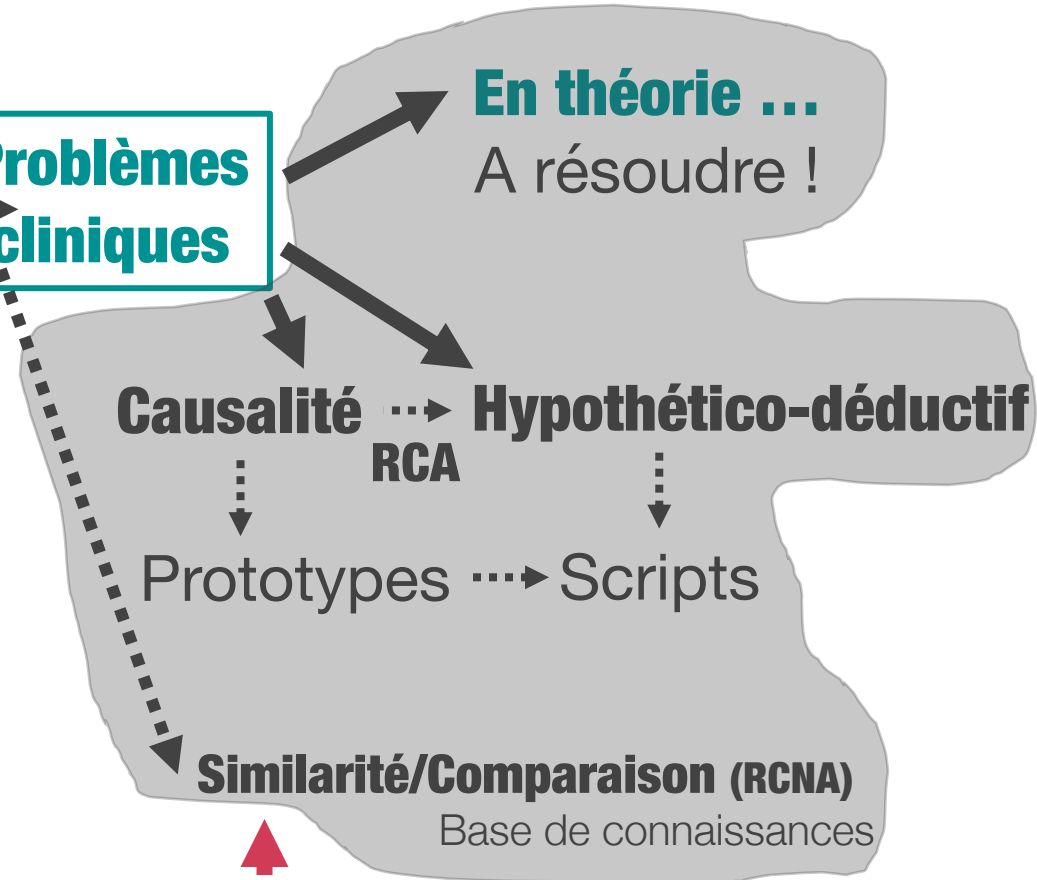 En théorie …
A résoudre !
Problèmes
cliniques
Causalité
Hypothético-déductif
RCA
Prototypes
Scripts
Similarité/Comparaison (RCNA)
Base de connaissances